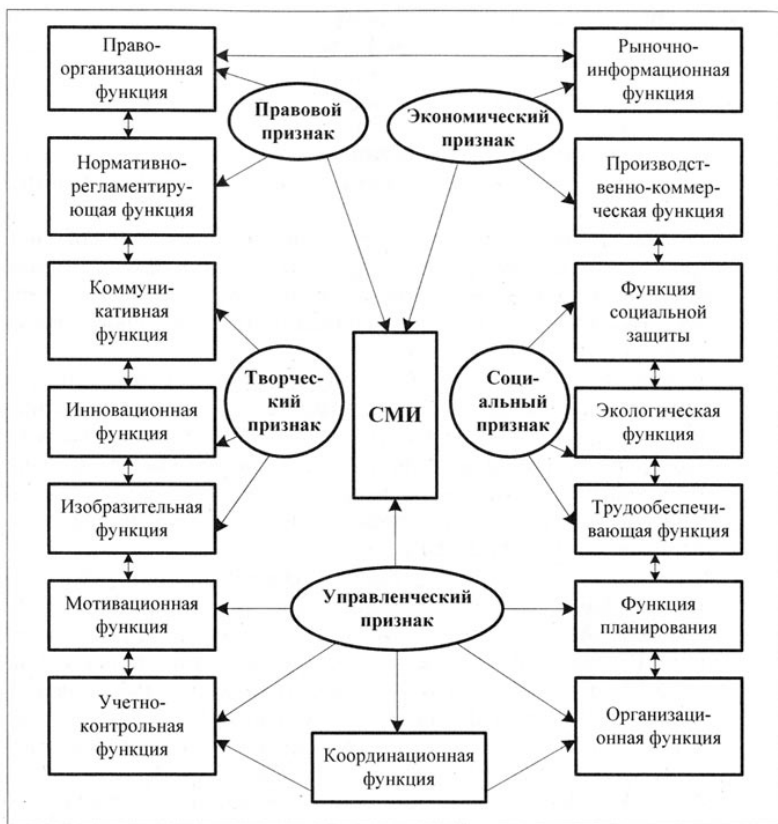 Право-
организационная
функция
Рыночно-
информационная
функция
Правовой
признак
Экономический
признак
Нормативно-
регламентирую-
ющая функция
Производст-
венно-коммер-
ческая функция
Коммуни-
кативная
функция
Функция
социальной
защиты
Творчес-
кий
признак
СМИ
Соци-
альный
признак
Инновационная
функция
Экологическая
функция
Изобразительная
функция
Трудообеспечи-
вающая функция
Мотивационная
функция
Управленческий
признак
Функция
планирования
Учетно-
контрольная
функция
Координационная
функция
Организаци-
онная функция